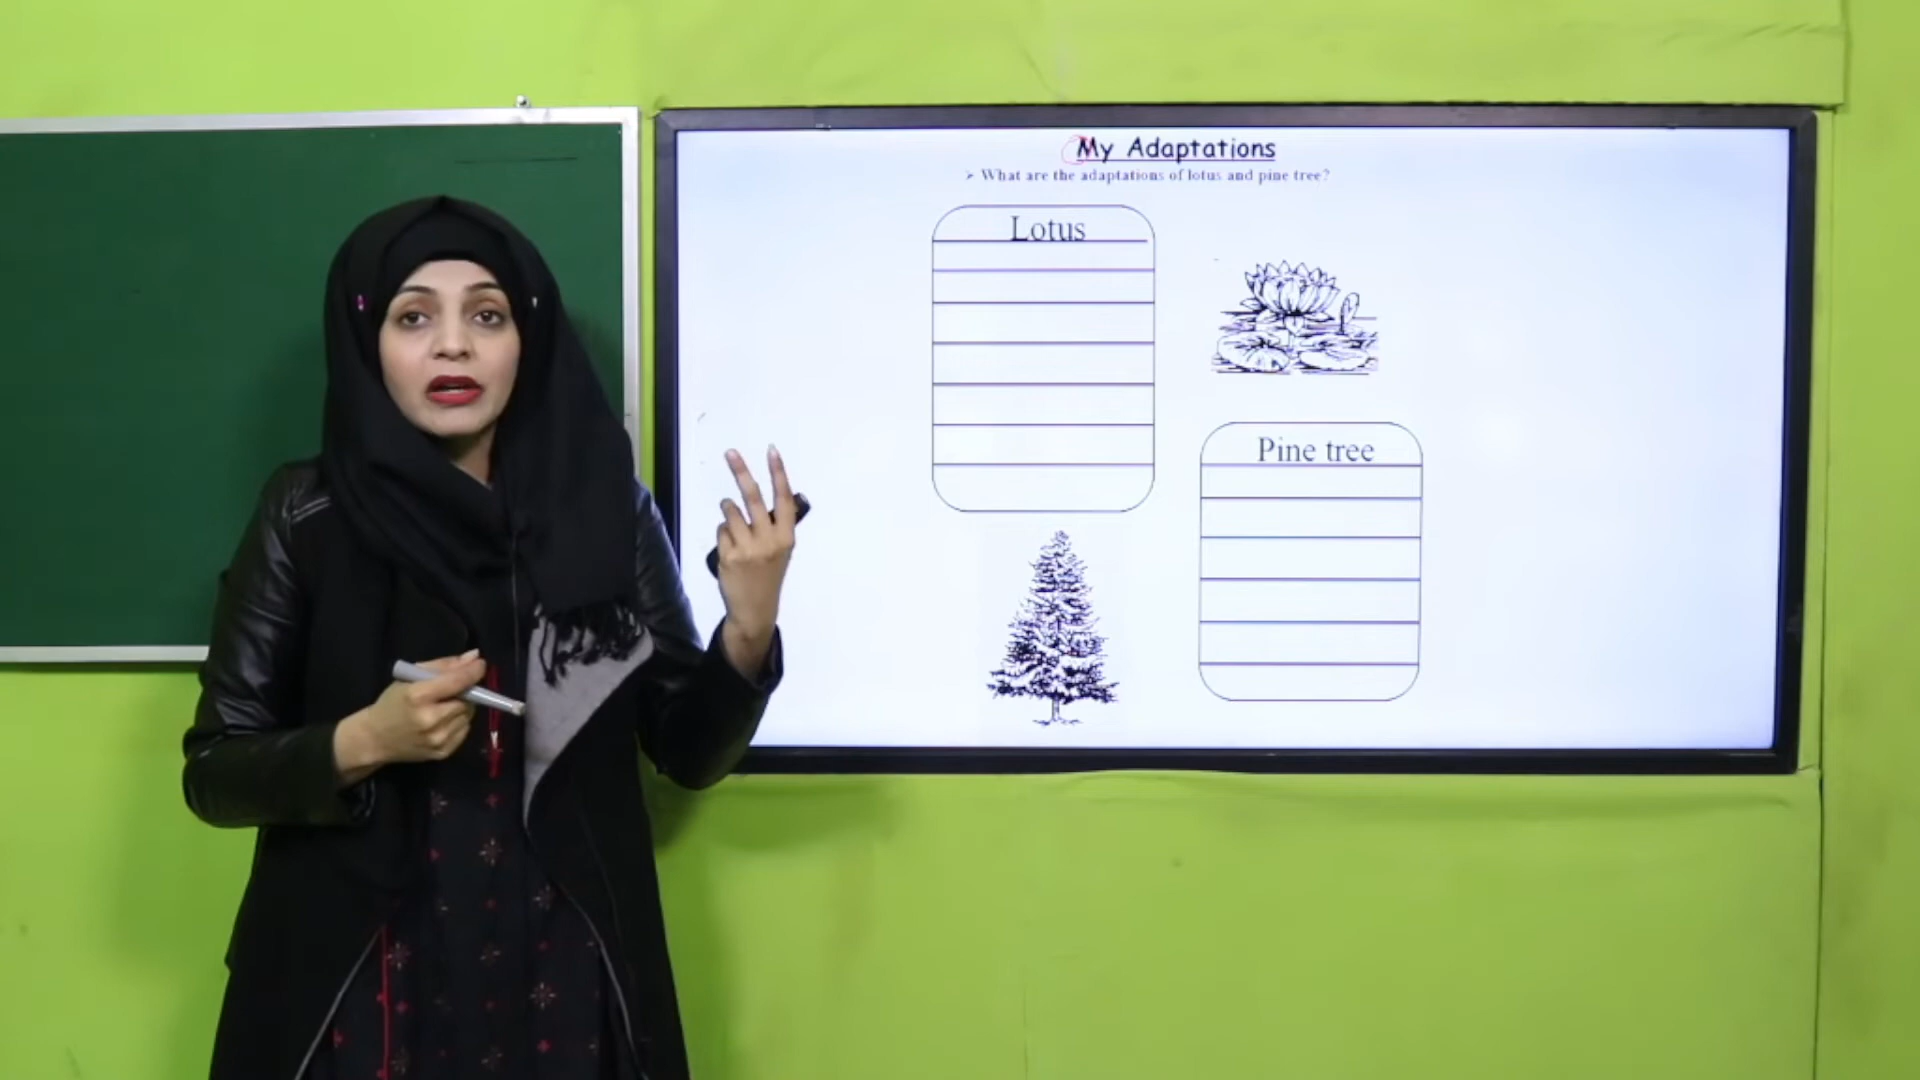 My Adaptations
➢ What are the adaptations of lotus and pine tree?
Lotus
Pine tree